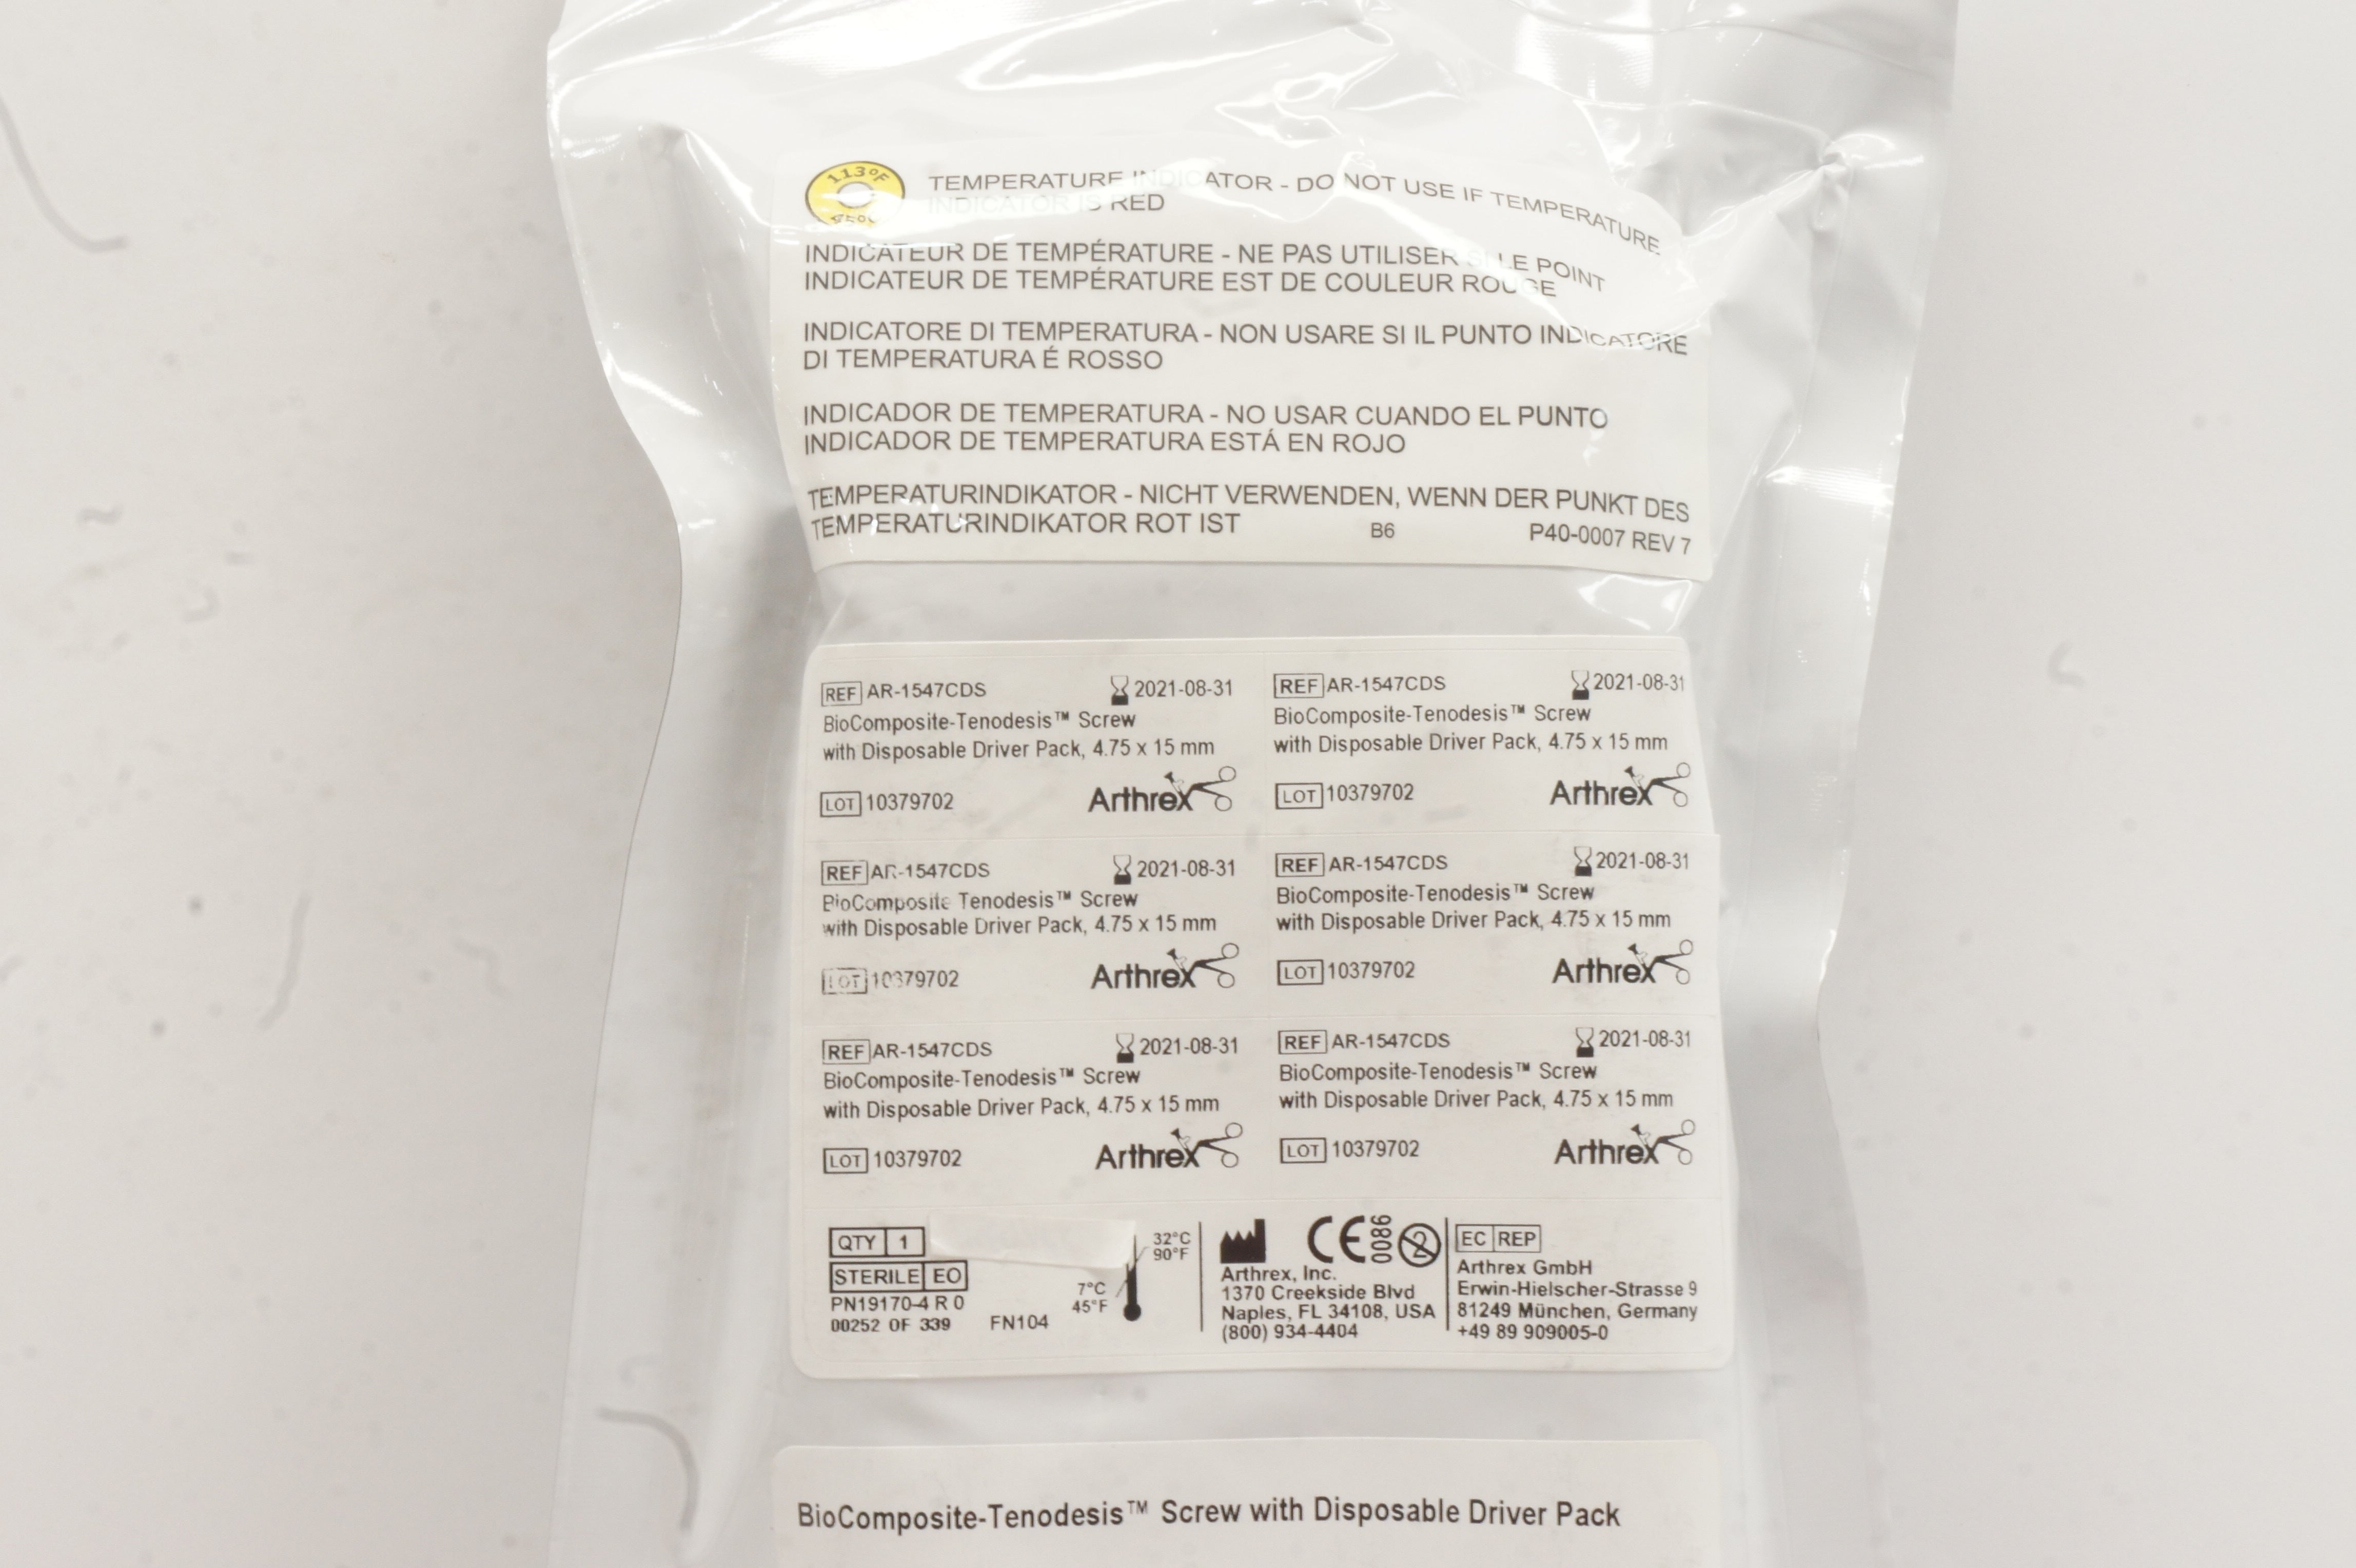 113°F
45°C
TEMPERATURE INDICATOR - DO NOT USE IF TEMPERATURE
INDICATOR IS RED
INDICATEUR DE TEMPÉRATURE - NE PAS UTILISER SI LE POINT
INDICATEUR DE TEMPÉRATURE EST DE COULEUR ROUGE
INDICATORE DI TEMPERATURA - NON USARE SI IL PUNTO INDICATORE
DI TEMPERATURA É ROSSO
INDICADOR DE TEMPERATURA - NO USAR CUANDO EL PUNTO
INDICADOR DE TEMPERATURA ESTÁ EN ROJO
TEMPERATURINDIKATOR - NICHT VERWENDEN, WENN DER PUNKT DES
TEMPERATURINDIKATOR ROT IST B6 P40-0007 REV 7
REF AR-1547CDS 2021-08-31
BioComposite-Tenodesis™ Screw
with Disposable Driver Pack, 4.75 x 15 mm
LOT 10379702 Arthrex
REF AR-1547CDS 2021-08-31
BioComposite-Tenodesis™ Screw
with Disposable Driver Pack, 4.75 x 15 mm
LOT 10379702 Arthrex
REF AR-1547CDS 2021-08-31
BioComposite Tenodesis™ Screw
with Disposable Driver Pack, 4.75 x 15 mm
LOT 10379702 Arthrex
REF AR-1547CDS 2021-08-31
BioComposite-Tenodesis™ Screw
with Disposable Driver Pack, 4.75 x 15 mm
LOT 10379702 Arthrex
REF AR-1547CDS 2021-08-31
BioComposite-Tenodesis™ Screw
with Disposable Driver Pack, 4.75 x 15 mm
LOT 10379702 Arthrex
REF AR-1547CDS 2021-08-31
BioComposite-Tenodesis™ Screw
with Disposable Driver Pack, 4.75 x 15 mm
LOT 10379702 Arthrex
QTY 1
STERILE EO
PN19170-4 R 0
00252 OF 339 FN104
32°C
90°F
7°C
45°F
CE 0086 2
Arthrex, Inc.
1370 Creekside Blvd
Naples, FL 34108, USA
(800) 934-4404
EC REP
Arthrex GmbH
Erwin-Hielscher-Strasse 9
81249 München, Germany
+49 89 909005-0
BioComposite-Tenodesis™ Screw with Disposable Driver Pack